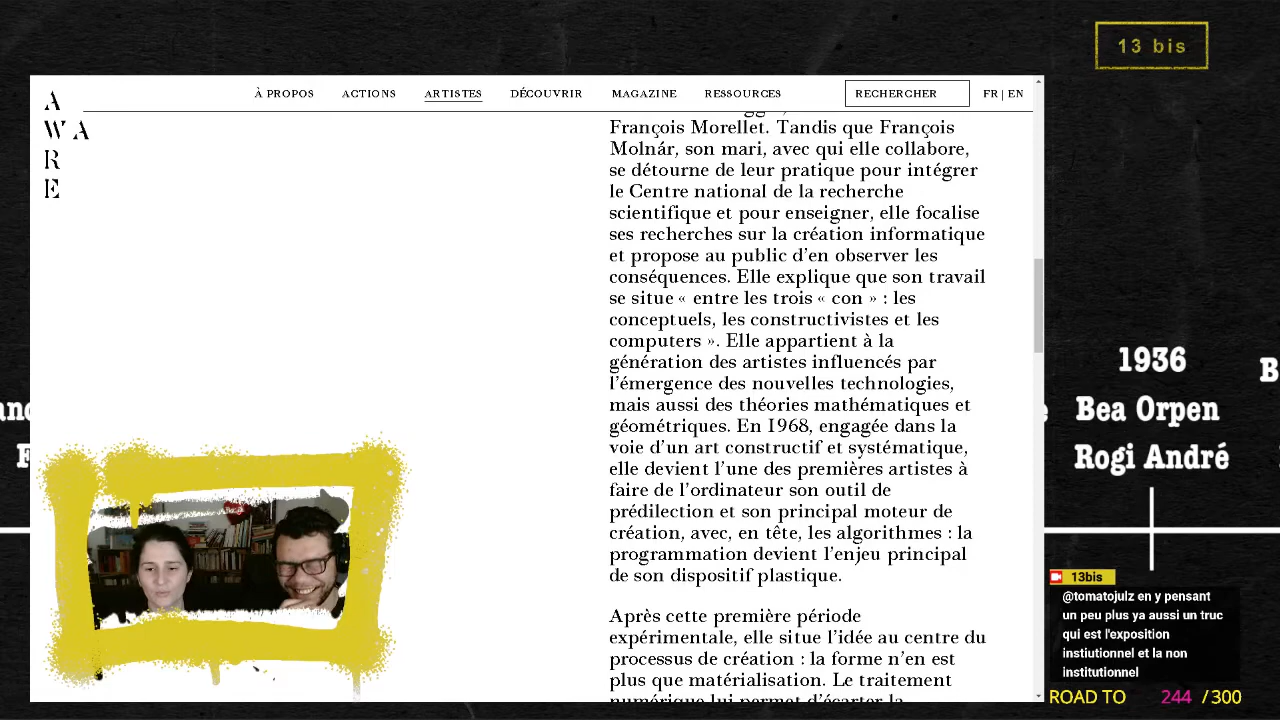 13 bis
A
WA
R
E
À PROPOS
ACTIONS
ARTISTES
DÉCOUVRIR
MAGAZINE
RESSOURCES
RECHERCHER
FR | EN
François Morellet. Tandis que François
Molnár, son mari, avec qui elle collabore,
se détourne de leur pratique pour intégrer
le Centre national de la recherche
scientifique et pour enseigner, elle focalise
ses recherches sur la création informatique
et propose au public d’en observer les
conséquences. Elle explique que son travail
se situe « entre les trois « con » : les
conceptuels, les constructivistes et les
computers ». Elle appartient à la
génération des artistes influencés par
l’émergence des nouvelles technologies,
mais aussi des théories mathématiques et
géométriques. En 1968, engagée dans la
voie d’un art constructif et systématique,
elle devient l’une des premières artistes à
faire de l’ordinateur son outil de
prédilection et son principal moteur de
création, avec, en tête, les algorithmes : la
programmation devient l’enjeu principal
de son dispositif plastique.
Après cette première période
expérimentale, elle situe l’idée au centre du
processus de création : la forme n’en est
plus que matérialisation. Le traitement
numérique lui permet d’écarter la
1936
Bea Orpen
Rogi André
13bis
@tomatojulz en y pensant
un peu plus ya aussi un truc
qui est l'exposition
instiutionnel et la non
institutionnel
ROAD TO 244 / 300